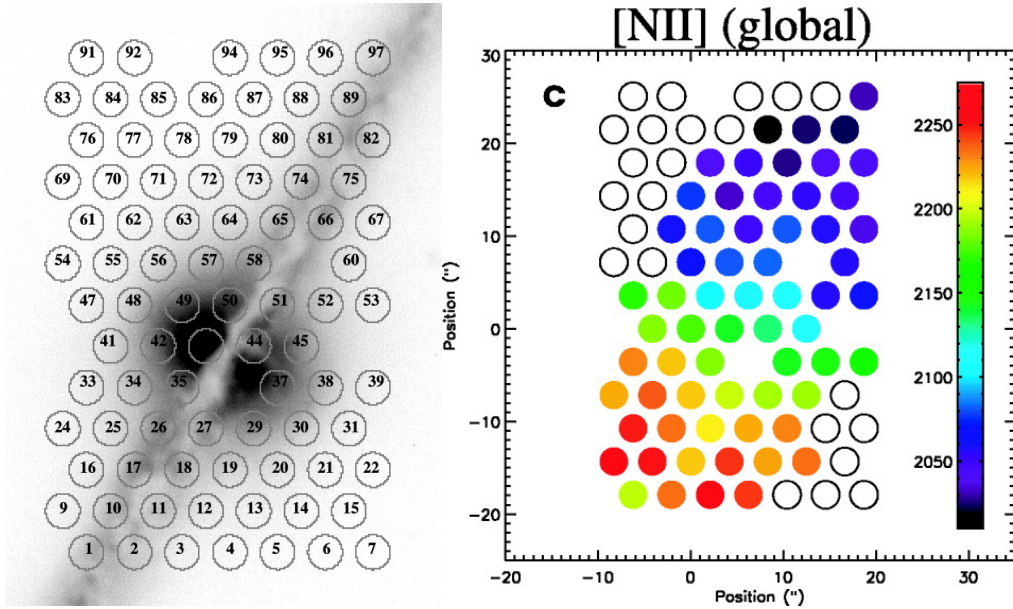 91 92 94 95 96 97
83 84 85 86 87 88 89
76 77 78 79 80 81 82
69 70 71 72 73 74 75
61 62 63 64 65 66 67
54 55 56 57 58 60
47 48 49 50 51 52 53
41 42 44 45
33 34 35 37 38 39
24 25 26 27 29 30 31
16 17 18 19 20 21 22
9 10 11 12 13 14 15
1 2 3 4 5 6 7
[NII] (global)
C
30
20
10
0
-10
-20
Position (")
-20 -10 0 10 20 30
Position (")
2250
2200
2150
2100
2050